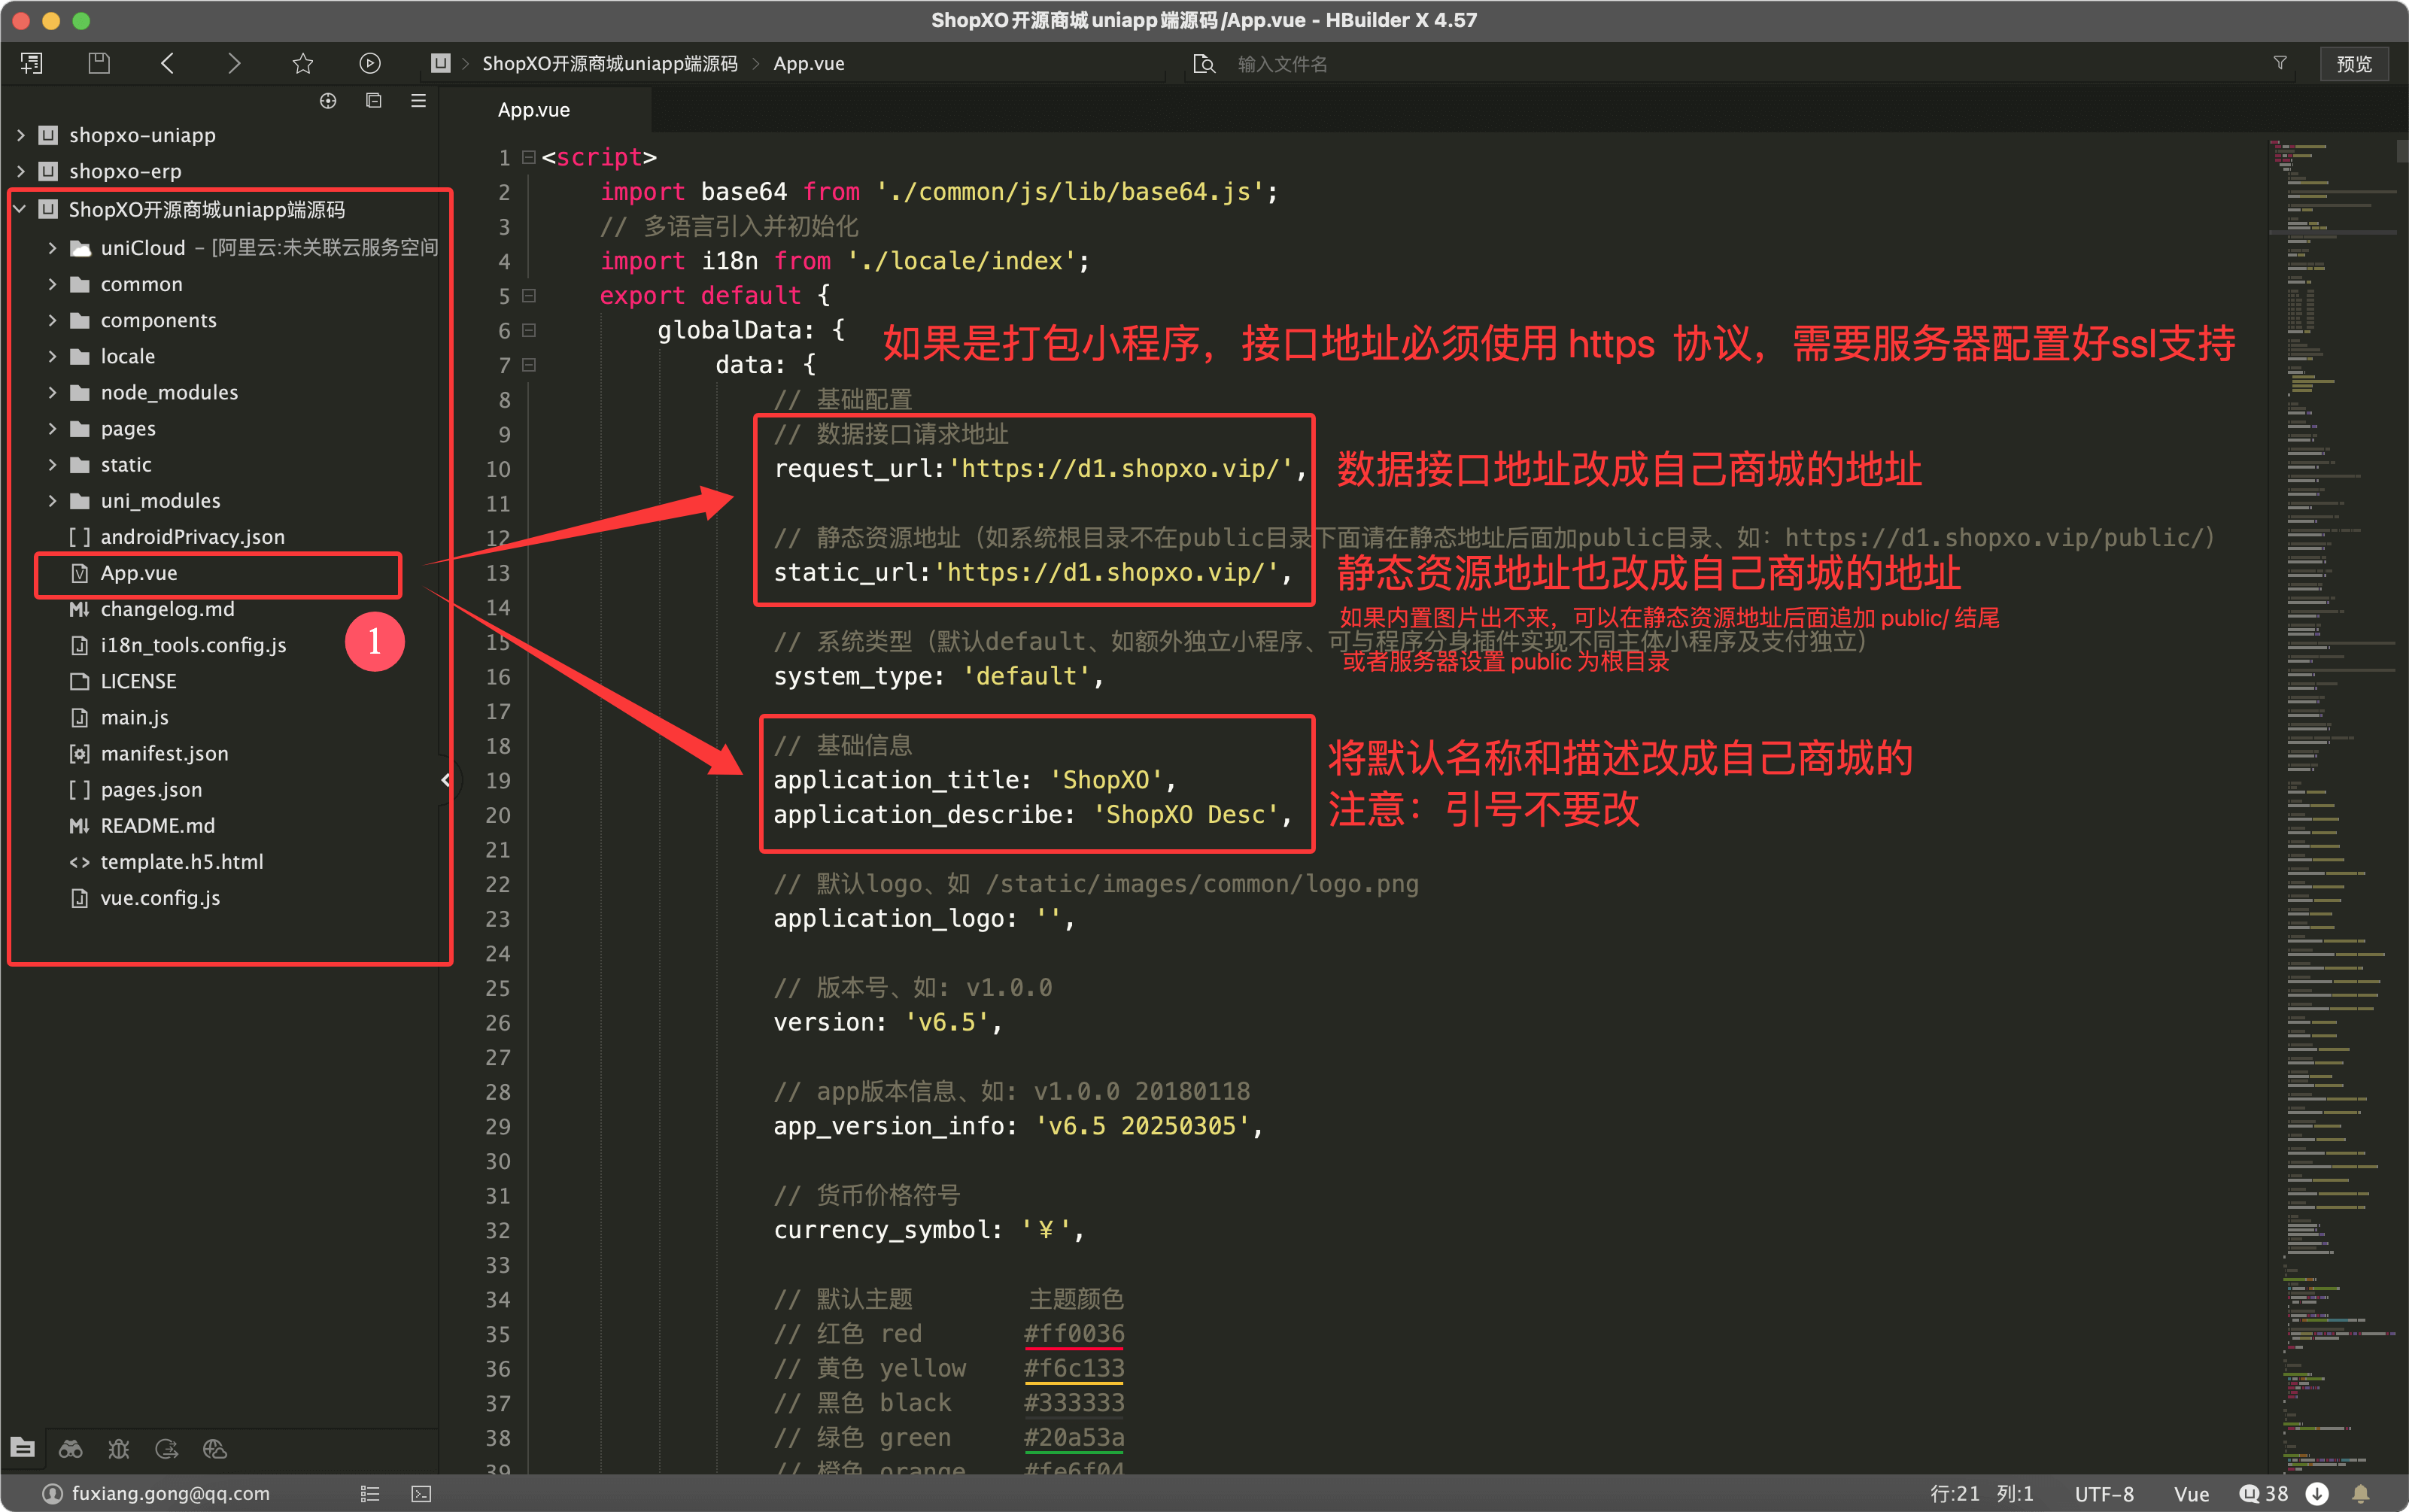 ShopXO开源商城uniapp端源码/App.vue - HBuilder X 4.57
ShopXO开源商城uniapp端源码 > App.vue
输入文件名
预览
App.vue
shopxo-uniapp
shopxo-erp
ShopXO开源商城uniapp端源码
uniCloud - [阿里云:未关联云服务空间
common
components
locale
node_modules
pages
static
uni_modules
androidPrivacy.json
App.vue
changelog.md
i18n_tools.config.js
LICENSE
main.js
manifest.json
pages.json
README.md
template.h5.html
vue.config.js
1
1 <script>
2 import base64 from './common/js/lib/base64.js';
3 // 多语言引入并初始化
4 import i18n from './locale/index';
5 export default {
6 globalData: {
如果是打包小程序，接口地址必须使用 https 协议，需要服务器配置好ssl支持
7 data: {
8 // 基础配置
9 // 数据接口请求地址
10 request_url:'https://d1.shopxo.vip/',
数据接口地址改成自己商城的地址
11
12 // 静态资源地址（如系统根目录不在public目录下面请在静态地址后面加public目录、如：https://d1.shopxo.vip/public/）
13 static_url:'https://d1.shopxo.vip/',
静态资源地址也改成自己商城的地址
14
如果内置图片出不来，可以在静态资源地址后面追加 public/ 结尾
15 // 系统类型（默认default、如额外独立小程序、可与程序分身插件实现不同主体小程序及支付独立）
或者服务器设置 public 为根目录
16 system_type: 'default',
17
18 // 基础信息
将默认名称和描述改成自己商城的
19 application_title: 'ShopXO',
20 application_describe: 'ShopXO Desc',
注意：引号不要改
21
22 // 默认logo、如 /static/images/common/logo.png
23 application_logo: '',
24
25 // 版本号、如: v1.0.0
26 version: 'v6.5',
27
28 // app版本信息、如: v1.0.0 20180118
29 app_version_info: 'v6.5 20250305',
30
31 // 货币价格符号
32 currency_symbol: '￥',
33
34 // 默认主题 主题颜色
35 // 红色 red #ff0036
36 // 黄色 yellow #f6c133
37 // 黑色 black #333333
38 // 绿色 green #20a53a
39 // 橙色 orange #fe6f04
fuxiang.gong@qq.com
行:21 列:1
UTF-8
Vue
38